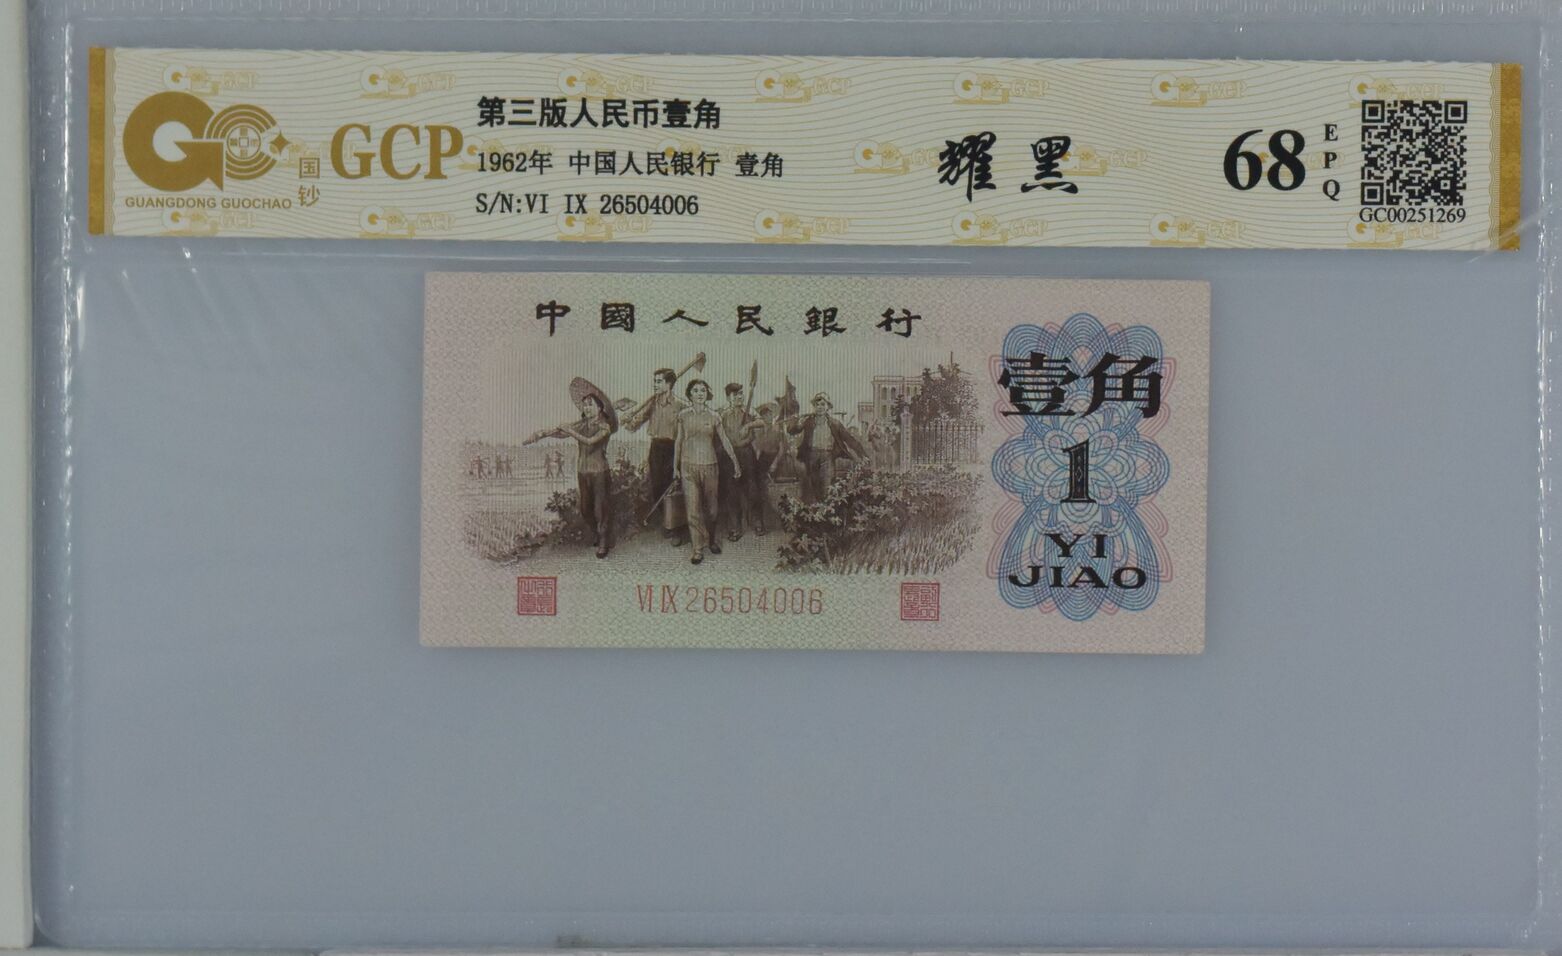 GCP
国钞
GUANGDONG GUOCHAO
第三版人民币壹角
1962年 中国人民银行 壹角
S/N:VI IX 26504006
耀黑
68
EPQ
GC00251269
中國人民銀行
壹角
1
YI
JIAO
VI IX 26504006